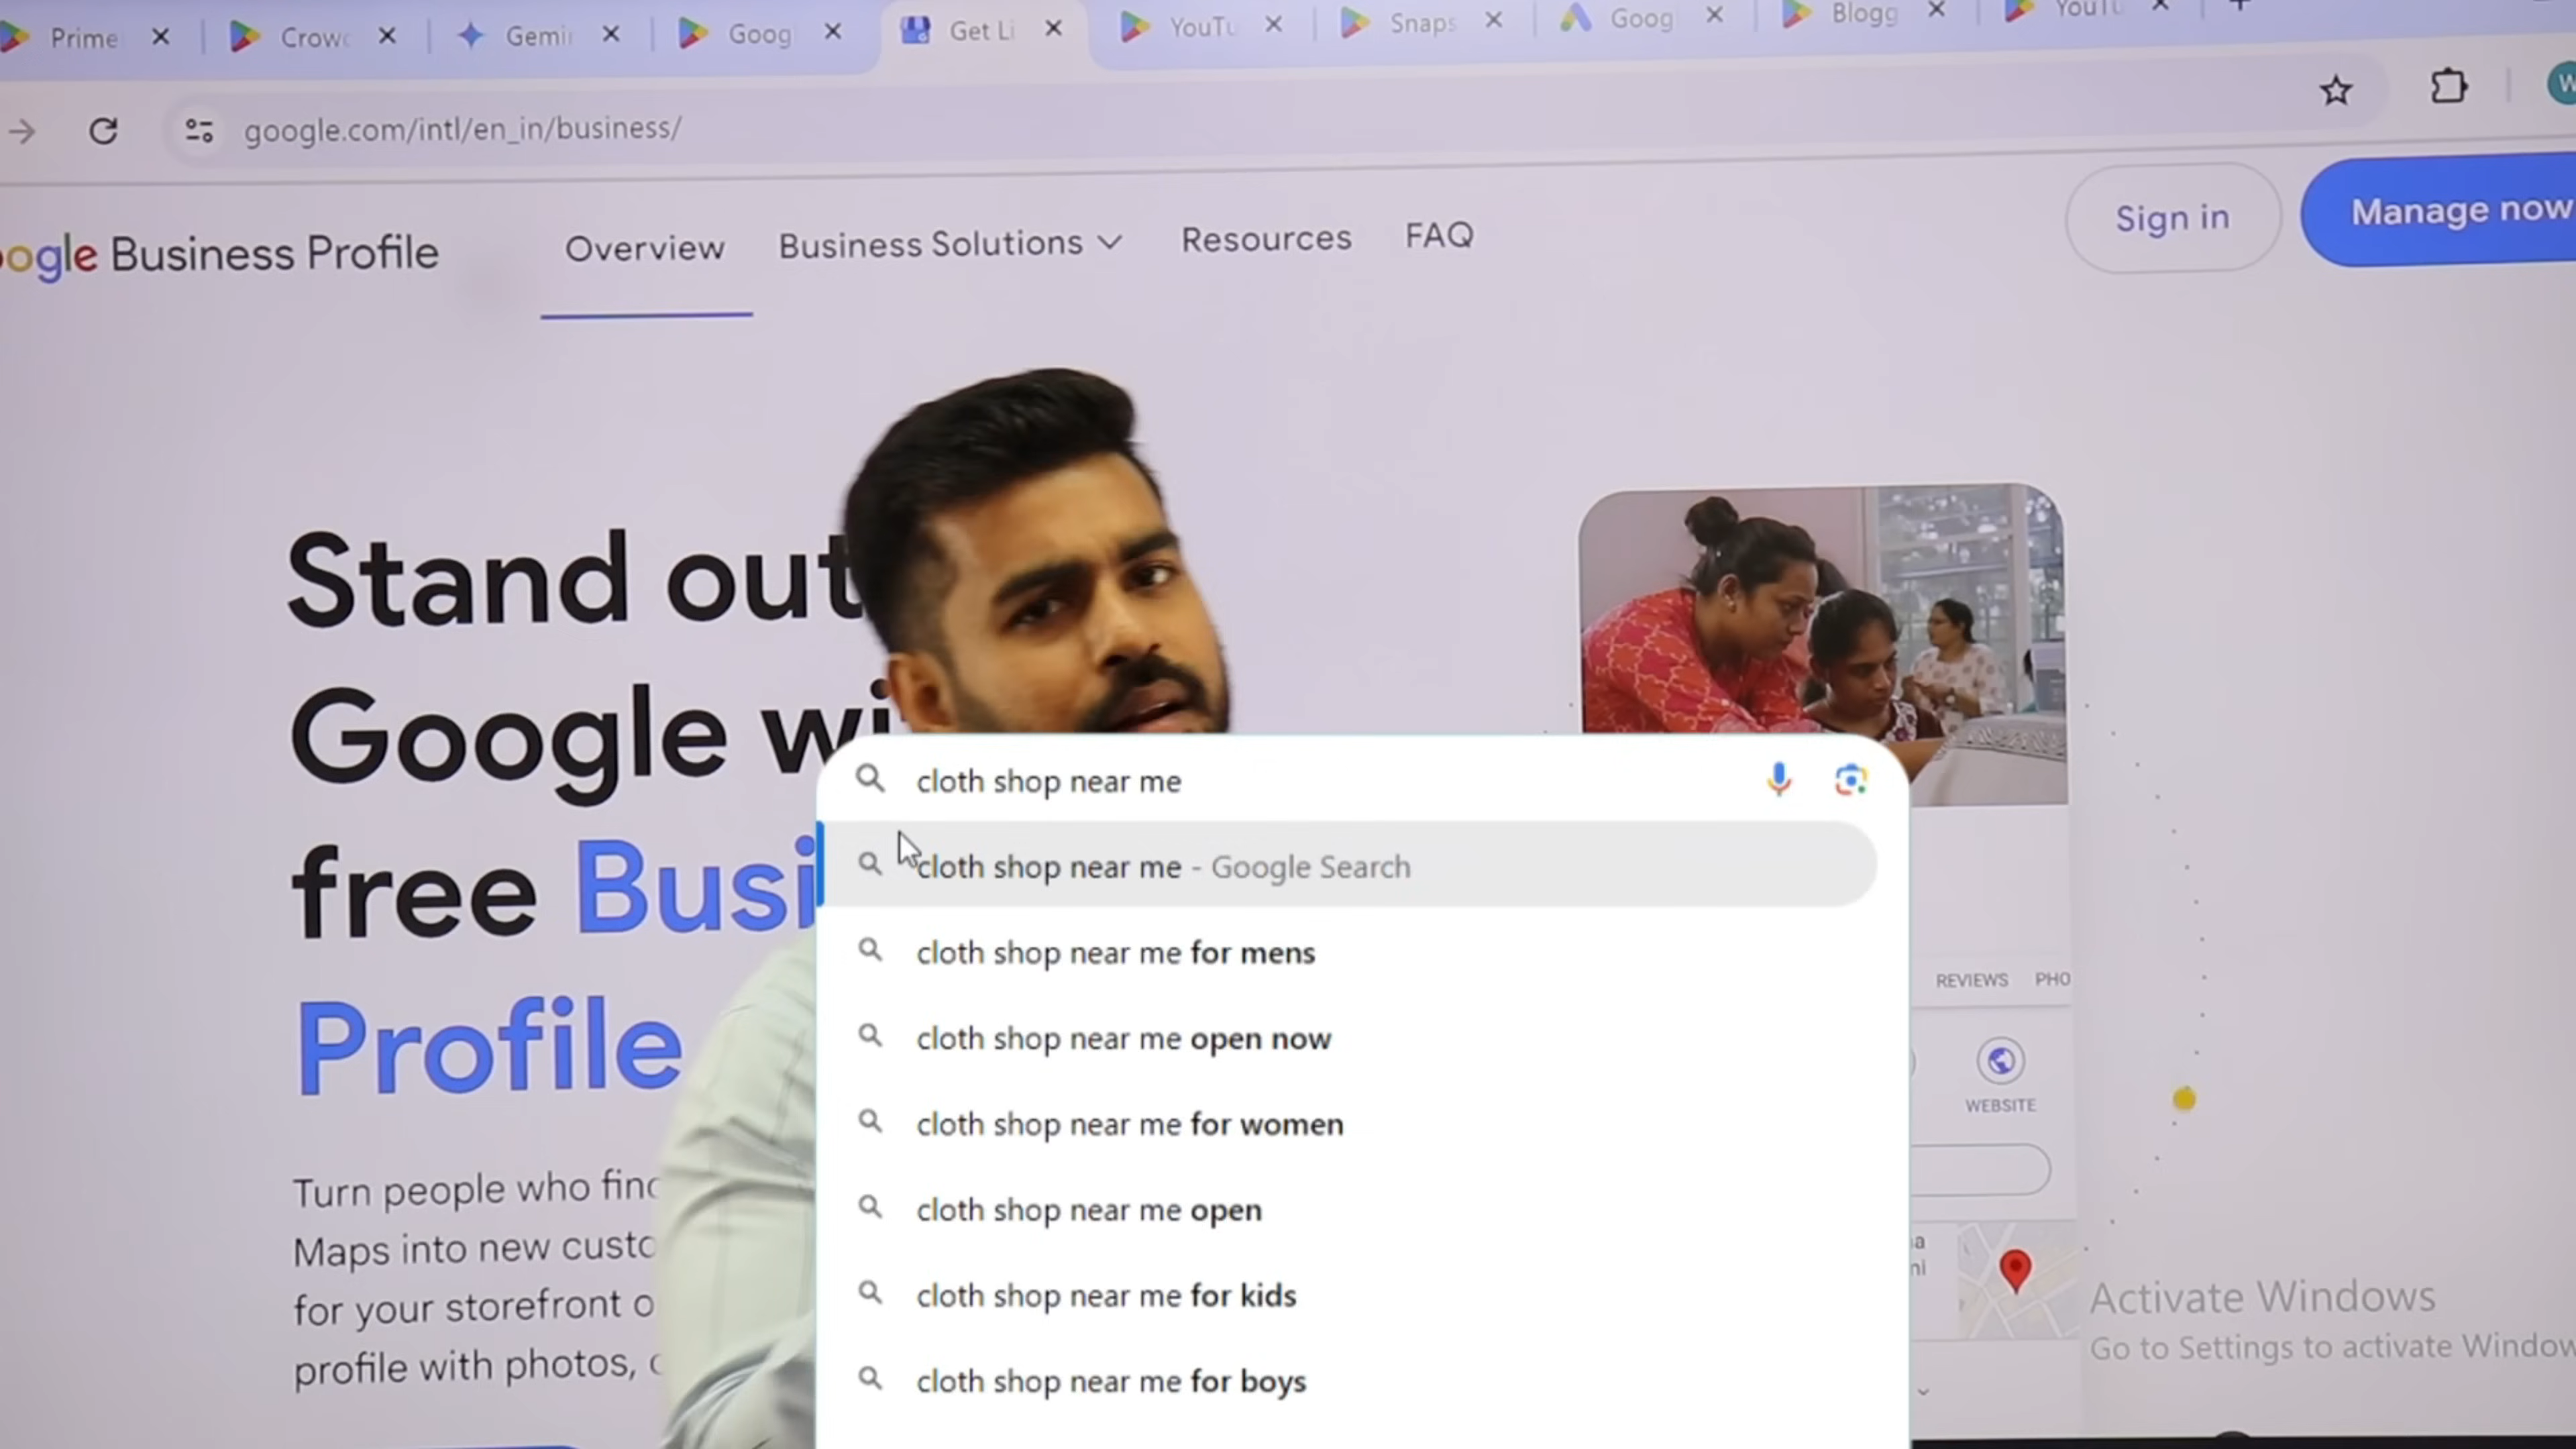 Prime
Crowc
Gemi
Goog
Get Li
YouTu
Snaps
Goog
Blogg
YouTu
google.com/intl/en_in/business/
W
ogle Business Profile
Overview
Business Solutions
Resources
FAQ
Sign in
Manage now
Stand out
Google wi
free Busi
Profile
Turn people who find
Maps into new custo
for your storefront o
profile with photos,
cloth shop near me
cloth shop near me - Google Search
cloth shop near me for mens
cloth shop near me open now
cloth shop near me for women
cloth shop near me open
cloth shop near me for kids
cloth shop near me for boys
REVIEWS PHO
WEBSITE
Activate Windows
Go to Settings to activate Window